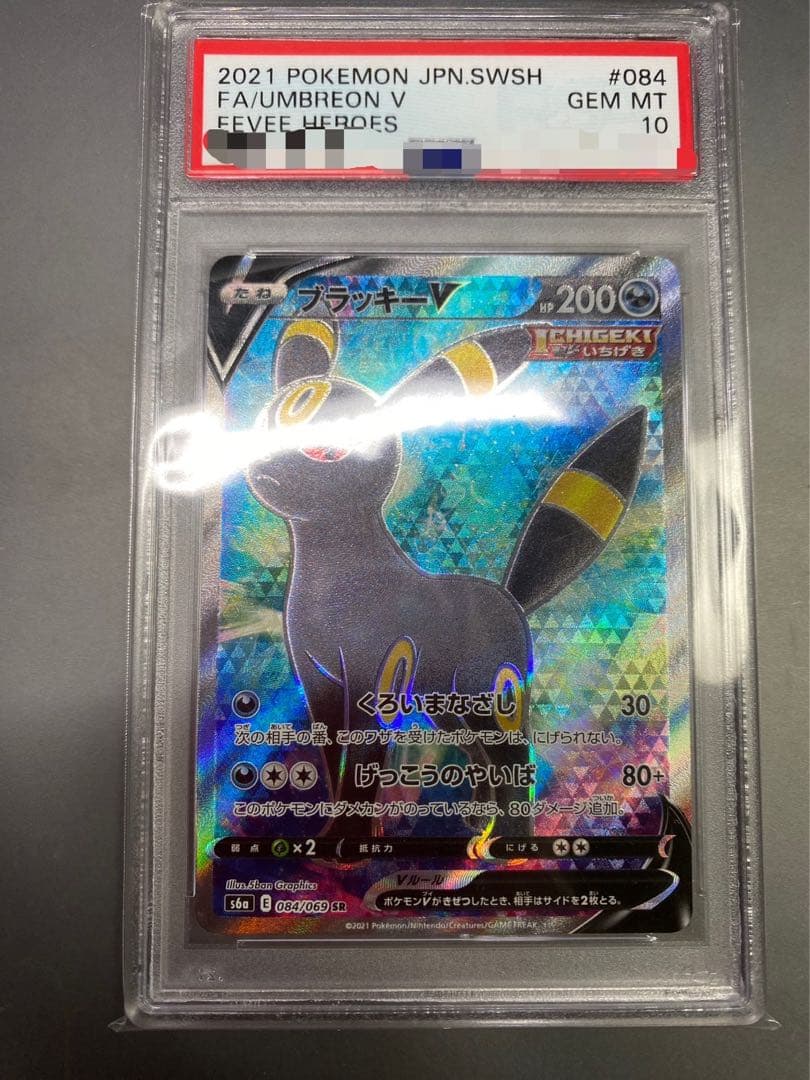 2021 POKEMON JPN.SWSH #084
FA/UMBREON V GEM MT
EEVEE HEROES 10
たね ブラッキーV HP 200
ICHIGEKI
いちげき
くろいまなざし 30
次の相手の番、このワザを受けたポケモンは、にげられない。
げっこうのやいば 80+
このポケモンにダメカンがのっているなら、80ダメージ追加。
弱点 ×2 抵抗力 にげる
Vルール
ポケモンVがきぜつしたとき、相手はサイドを2枚とる。
Illus.5ban Graphics
s6a E 084/069 SR
©2021 Pokémon/Nintendo/Creatures/GAME FREAK